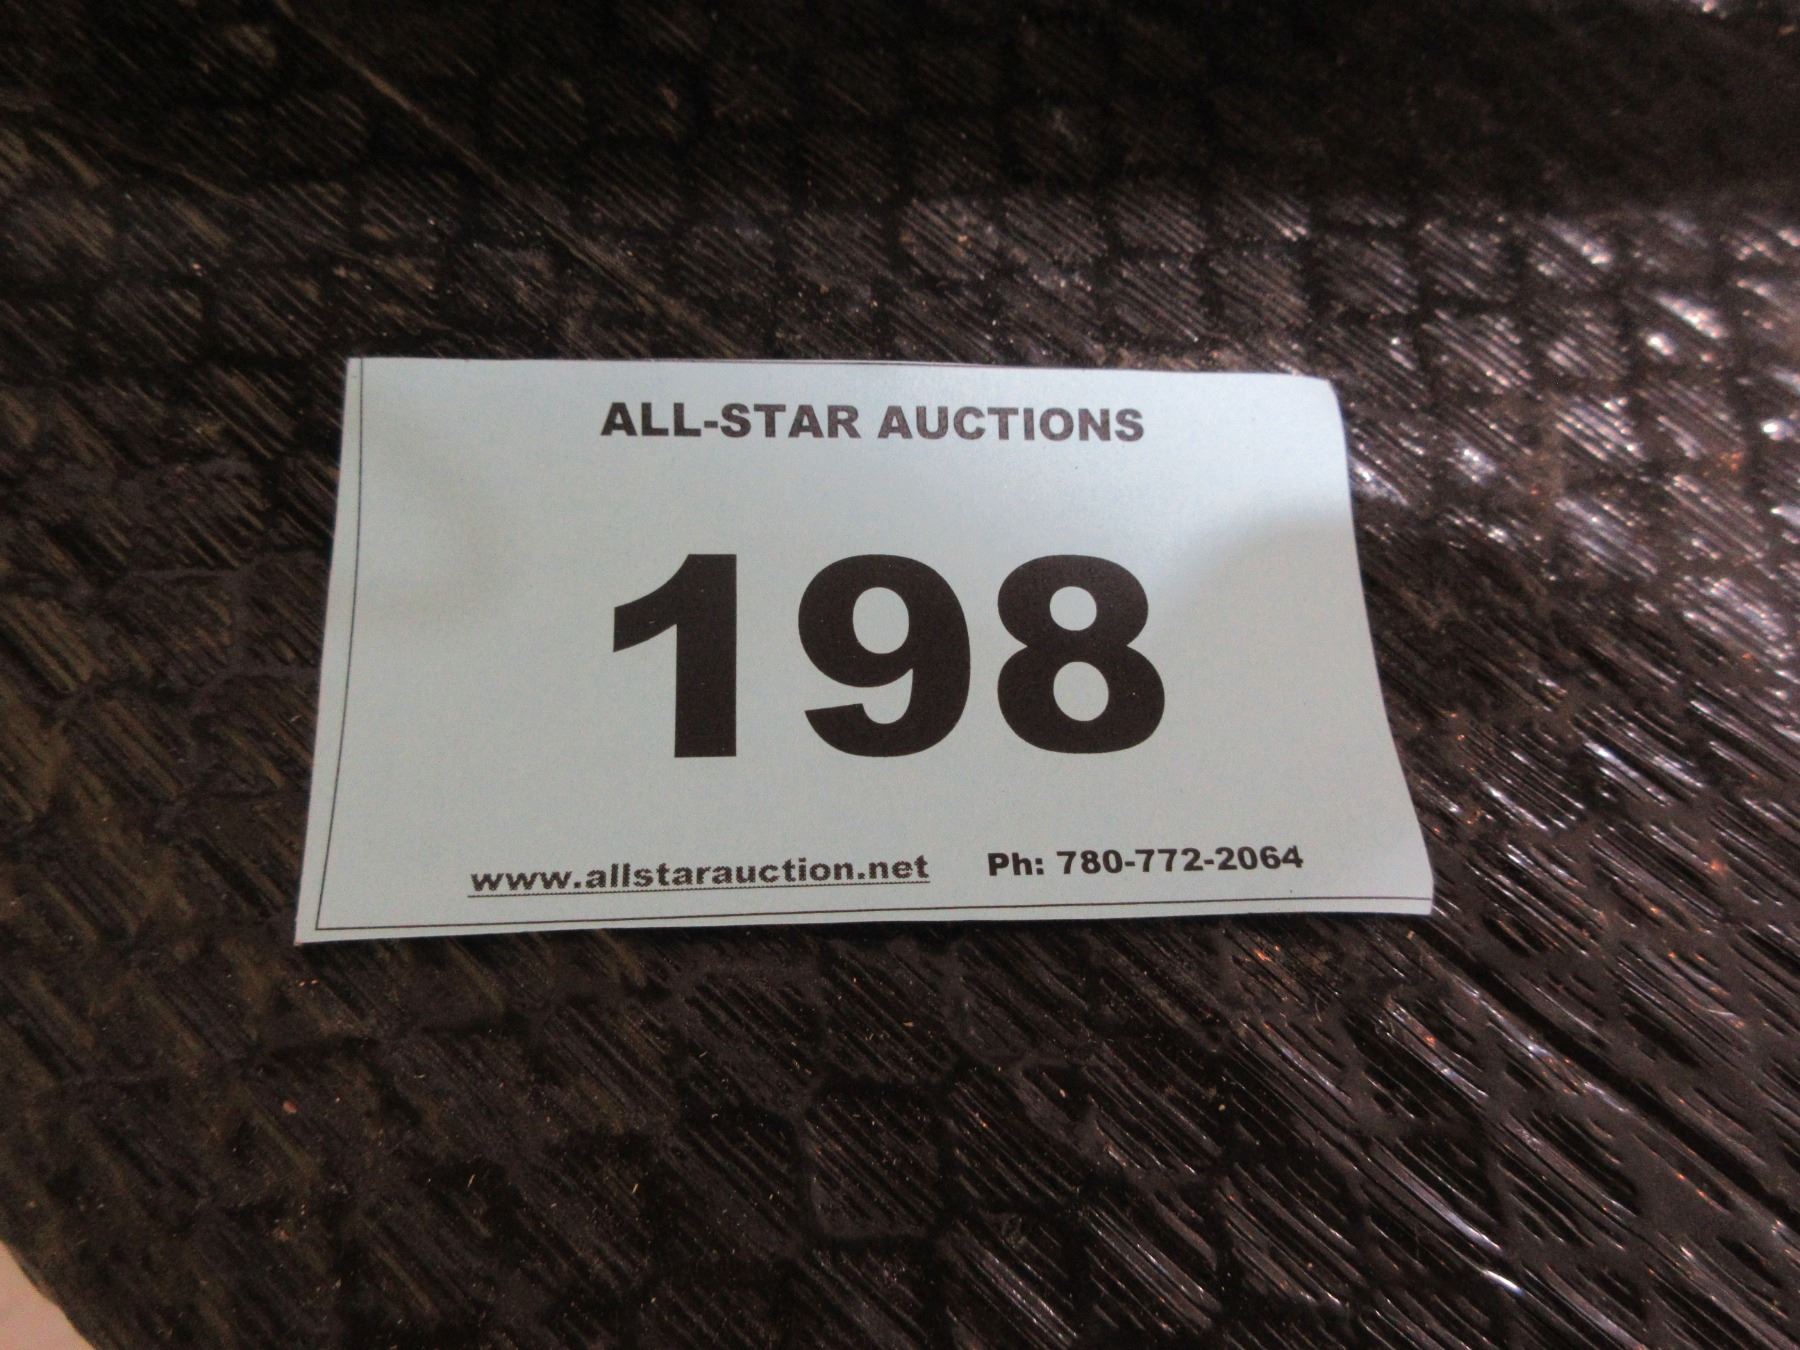 ALL-STAR AUCTIONS
198
www.allstarauction.net Ph: 780-772-2064